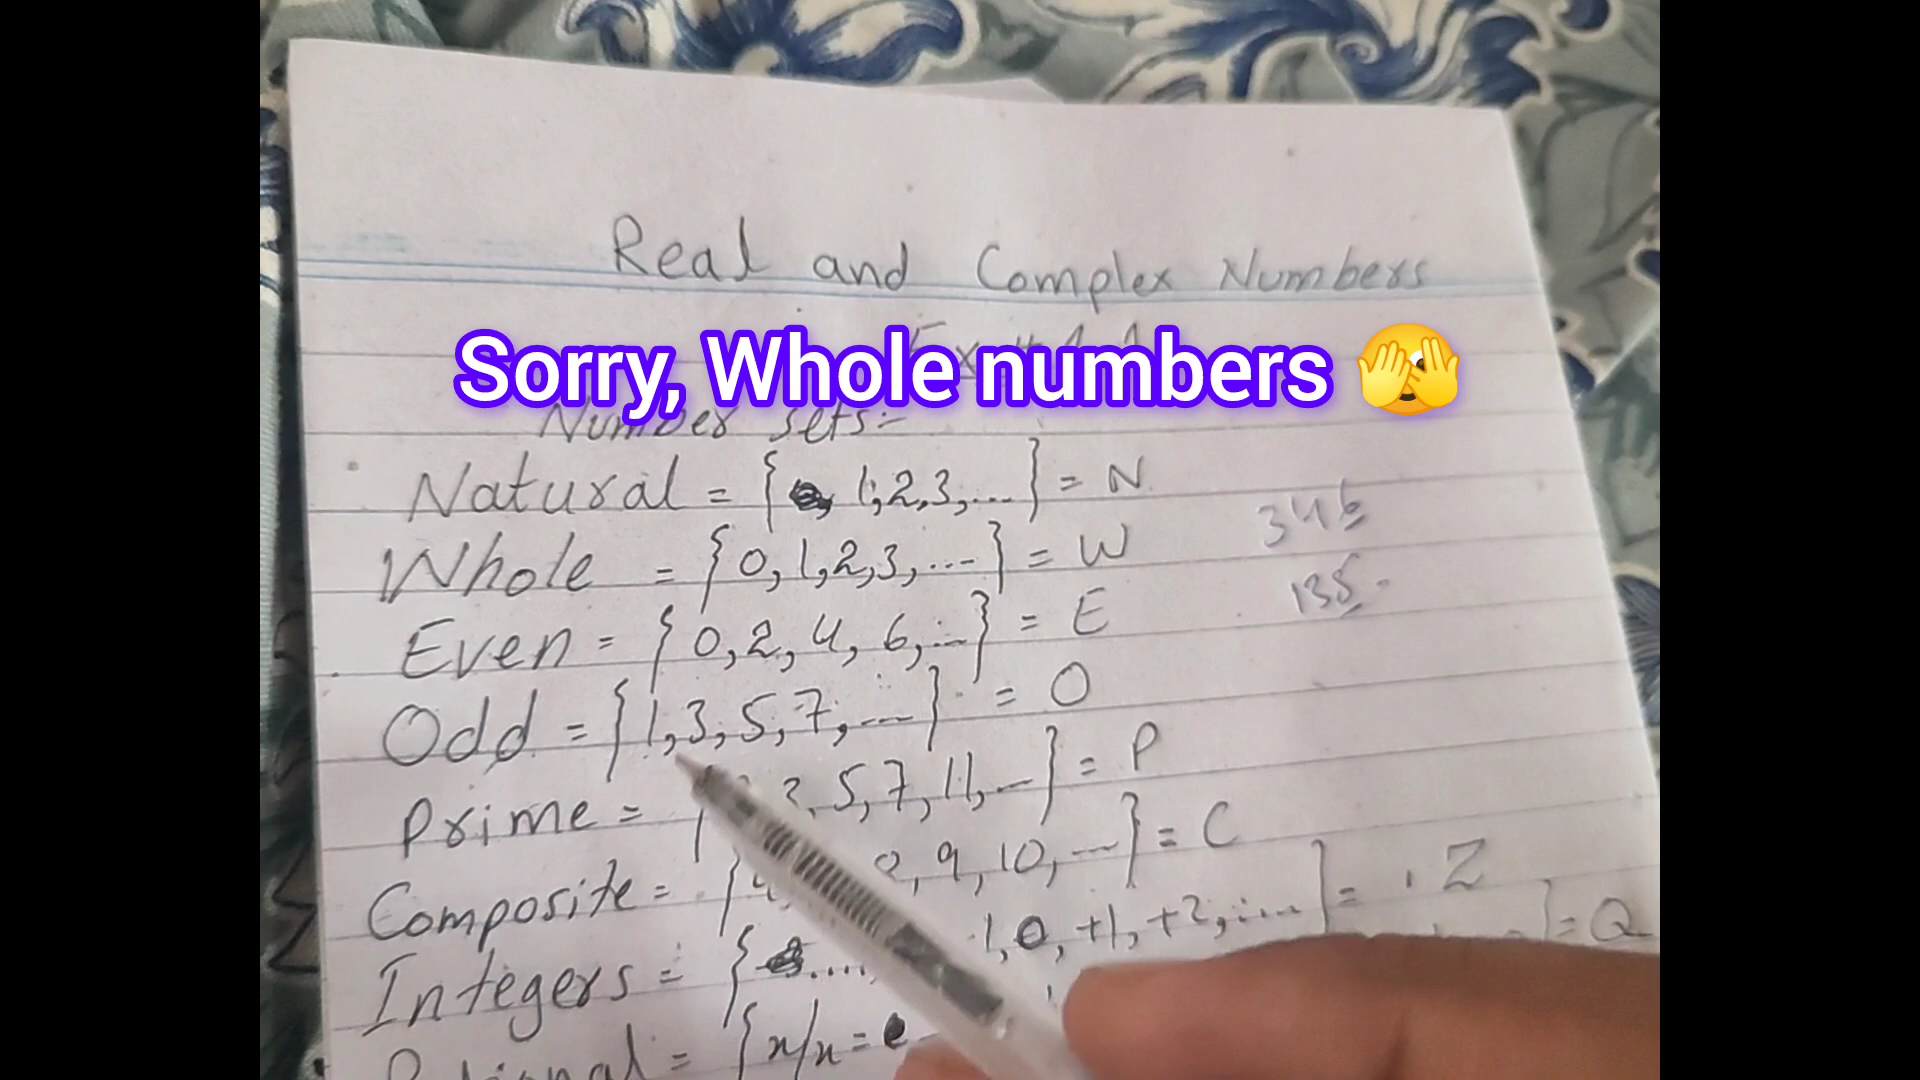 Real and Complex Numbers
Sorry, Whole numbers 🫣
Number sets:-
Natural = { 1,2,3,... } = N
Whole = { 0,1,2,3,... } = W
346
Even = { 0,2,4,6,... } = E
135
Odd = { 1,3,5,7,... } = O
Prime = { 5,7,11,... } = P
Composite = { 9,10,... } = C
Integers = { ...., 1,0,+1,+2,.... } = Z
= { x/x = } = Q